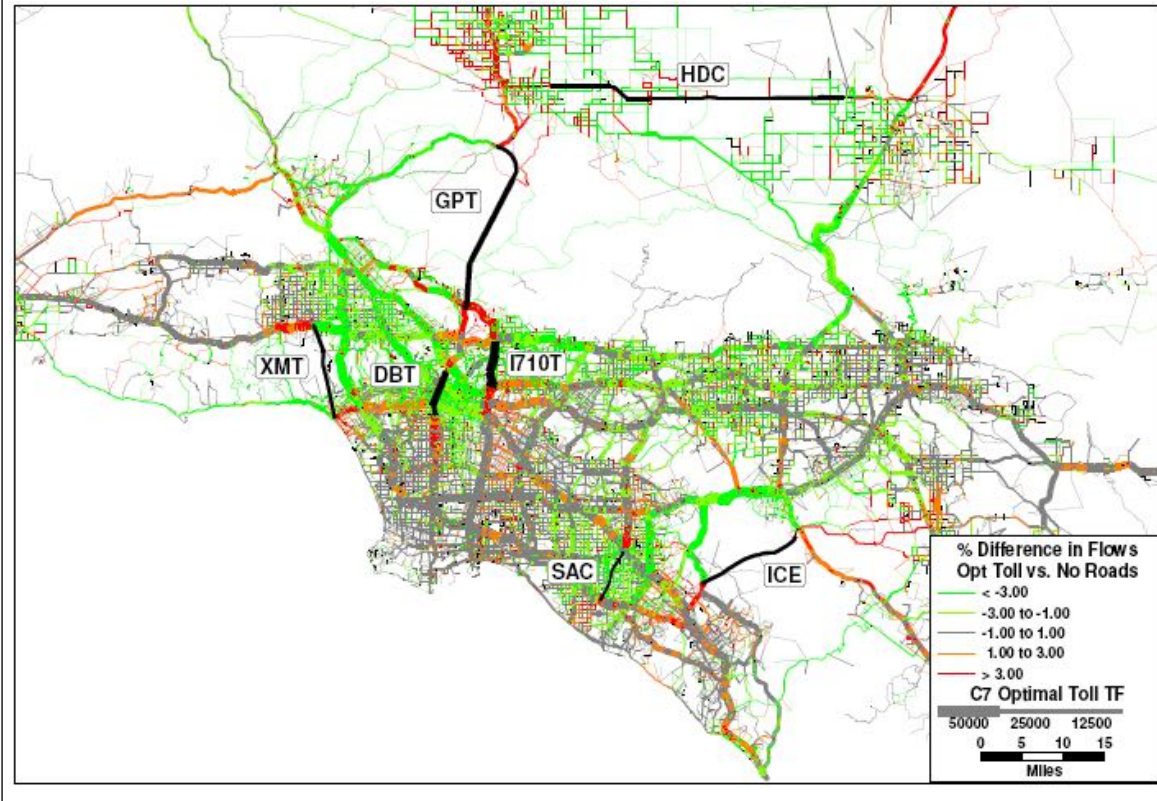 HDC
GPT
XMT
DBT
I710T
SAC
ICE
% Difference in Flows
Opt Toll vs. No Roads
< -3.00
-3.00 to -1.00
-1.00 to 1.00
1.00 to 3.00
> 3.00
C7 Optimal Toll TF
50000 25000 12500
0 5 10 15
Miles